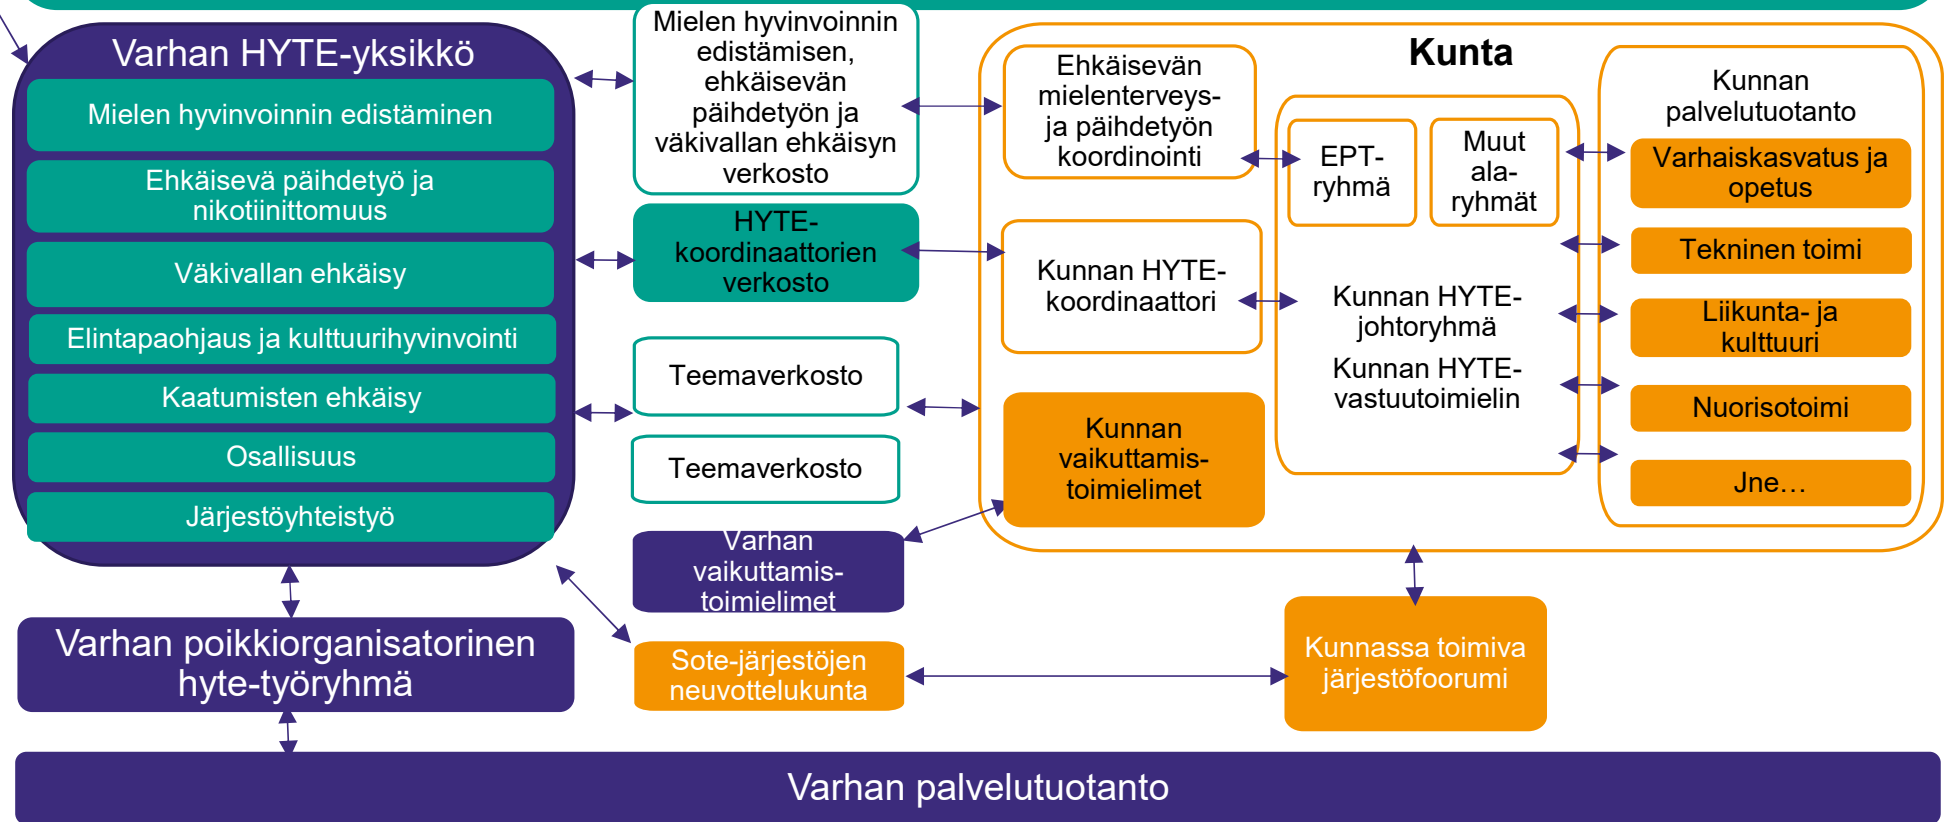 Varhan HYTE-yksikkö
Mielen hyvinvoinnin edistäminen
Ehkäisevä päihdetyö ja
nikotiinittomuus
Väkivallan ehkäisy
Elintapaohjaus ja kulttuurihyvinvointi
Kaatumisten ehkäisy
Osallisuus
Järjestöyhteistyö
Varhan poikkiorganisatorinen
hyte-työryhmä
Mielen hyvinvoinnin
edistämisen,
ehkäisevän
päihdetyön ja
väkivallan ehkäisyn
verkosto
HYTE-
koordinaattorien
verkosto
Teemaverkosto
Teemaverkosto
Varhan
vaikuttamis-
toimielimet
Sote-järjestöjen
neuvottelukunta
Kunta
Ehkäisevän
mielenterveys-
ja päihdetyön
koordinointi
Kunnan HYTE-
koordinaattori
Kunnan
vaikuttamis-
toimielimet
EPT-
ryhmä
Muut
ala-
ryhmät
Kunnan HYTE-
johtoryhmä
Kunnan HYTE-
vastuutoimielin
Kunnan
palvelutuotanto
Varhaiskasvatus ja
opetus
Tekninen toimi
Liikunta- ja
kulttuuri
Nuorisotoimi
Jne…
Kunnassa toimiva
järjestöfoorumi
Varhan palvelutuotanto